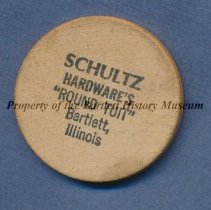 SCHULTZ
HARDWARE'S
Property of the Bartlett History Museum
"ROUND TUIT"
Bartlett,
Illinois